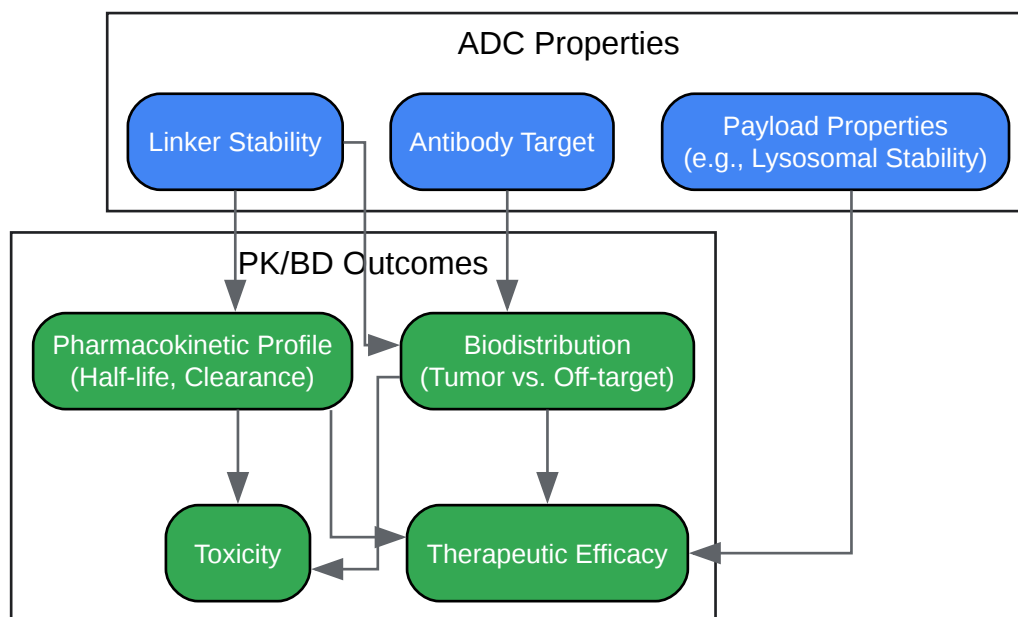 ADC Properties
Linker Stability
Antibody Target
Payload Properties
(e.g., Lysosomal Stability)
PK/BD Outcomes
Pharmacokinetic Profile
(Half-life, Clearance)
Biodistribution
(Tumor vs. Off-target)
Toxicity
Therapeutic Efficacy